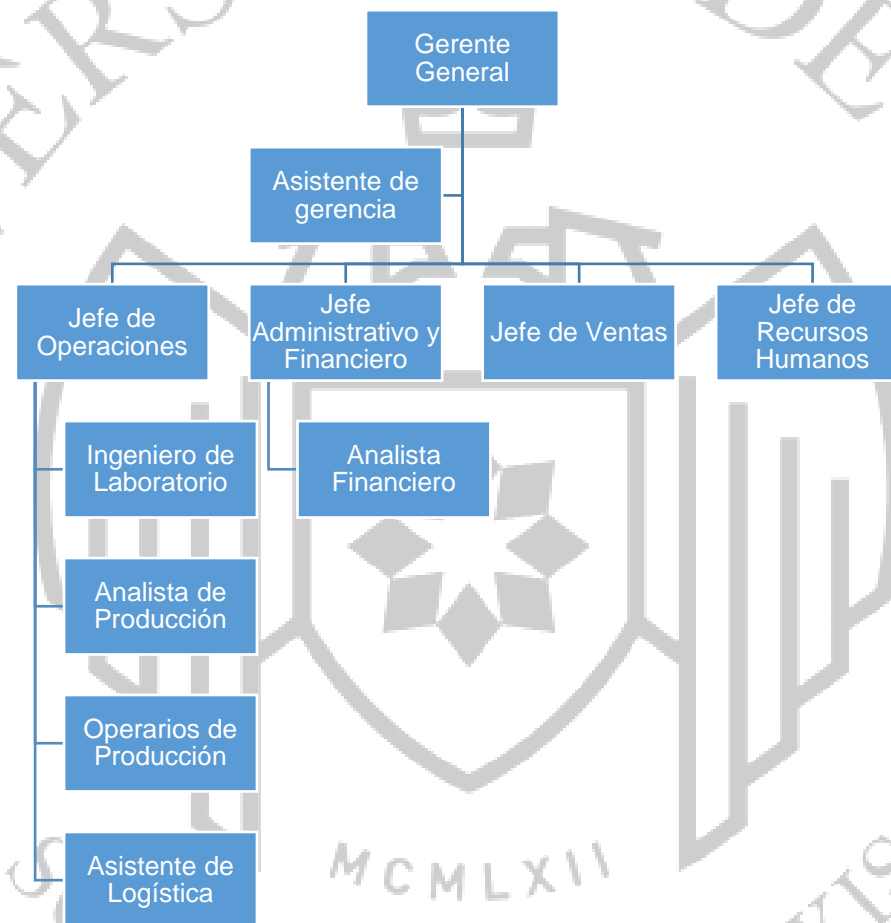 Gerente
General
Asistente de
gerencia
Jefe de
Operaciones
Jefe
Administrativo y
Financiero
Jefe de Ventas
Jefe de
Recursos
Humanos
Ingeniero de
Laboratorio
Analista
Financiero
Analista de
Producción
Operarios de
Producción
Asistente de
Logística
MCMLXII